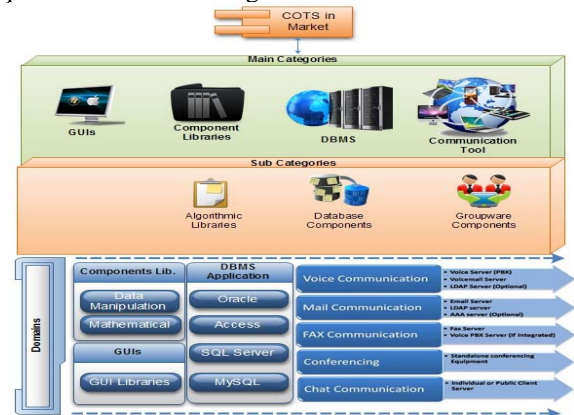 COTS in
Market
Main Categories
GUIs
Component
Libraries
DBMS
Communication
Tool
Sub Categories
Algorithmic
Libraries
Database
Components
Groupware
Components
Domains
Components Lib.
Data
Manipulation
Mathematical
GUIs
GUI Libraries
DBMS
Application
Oracle
Access
SQL Server
MySQL
Voice Communication
• Voice Server (PBX)
• Voicemail Server
• LDAP Server (Optional)
Mail Communication
• Email Server
• LDAP server
• AAA server (Optional)
FAX Communication
• Fax Server
• Voice PBX Server (If Integrated)
Conferencing
• Standalone conferencing
Equipment
Chat Communication
• Individual or Public Client
Server